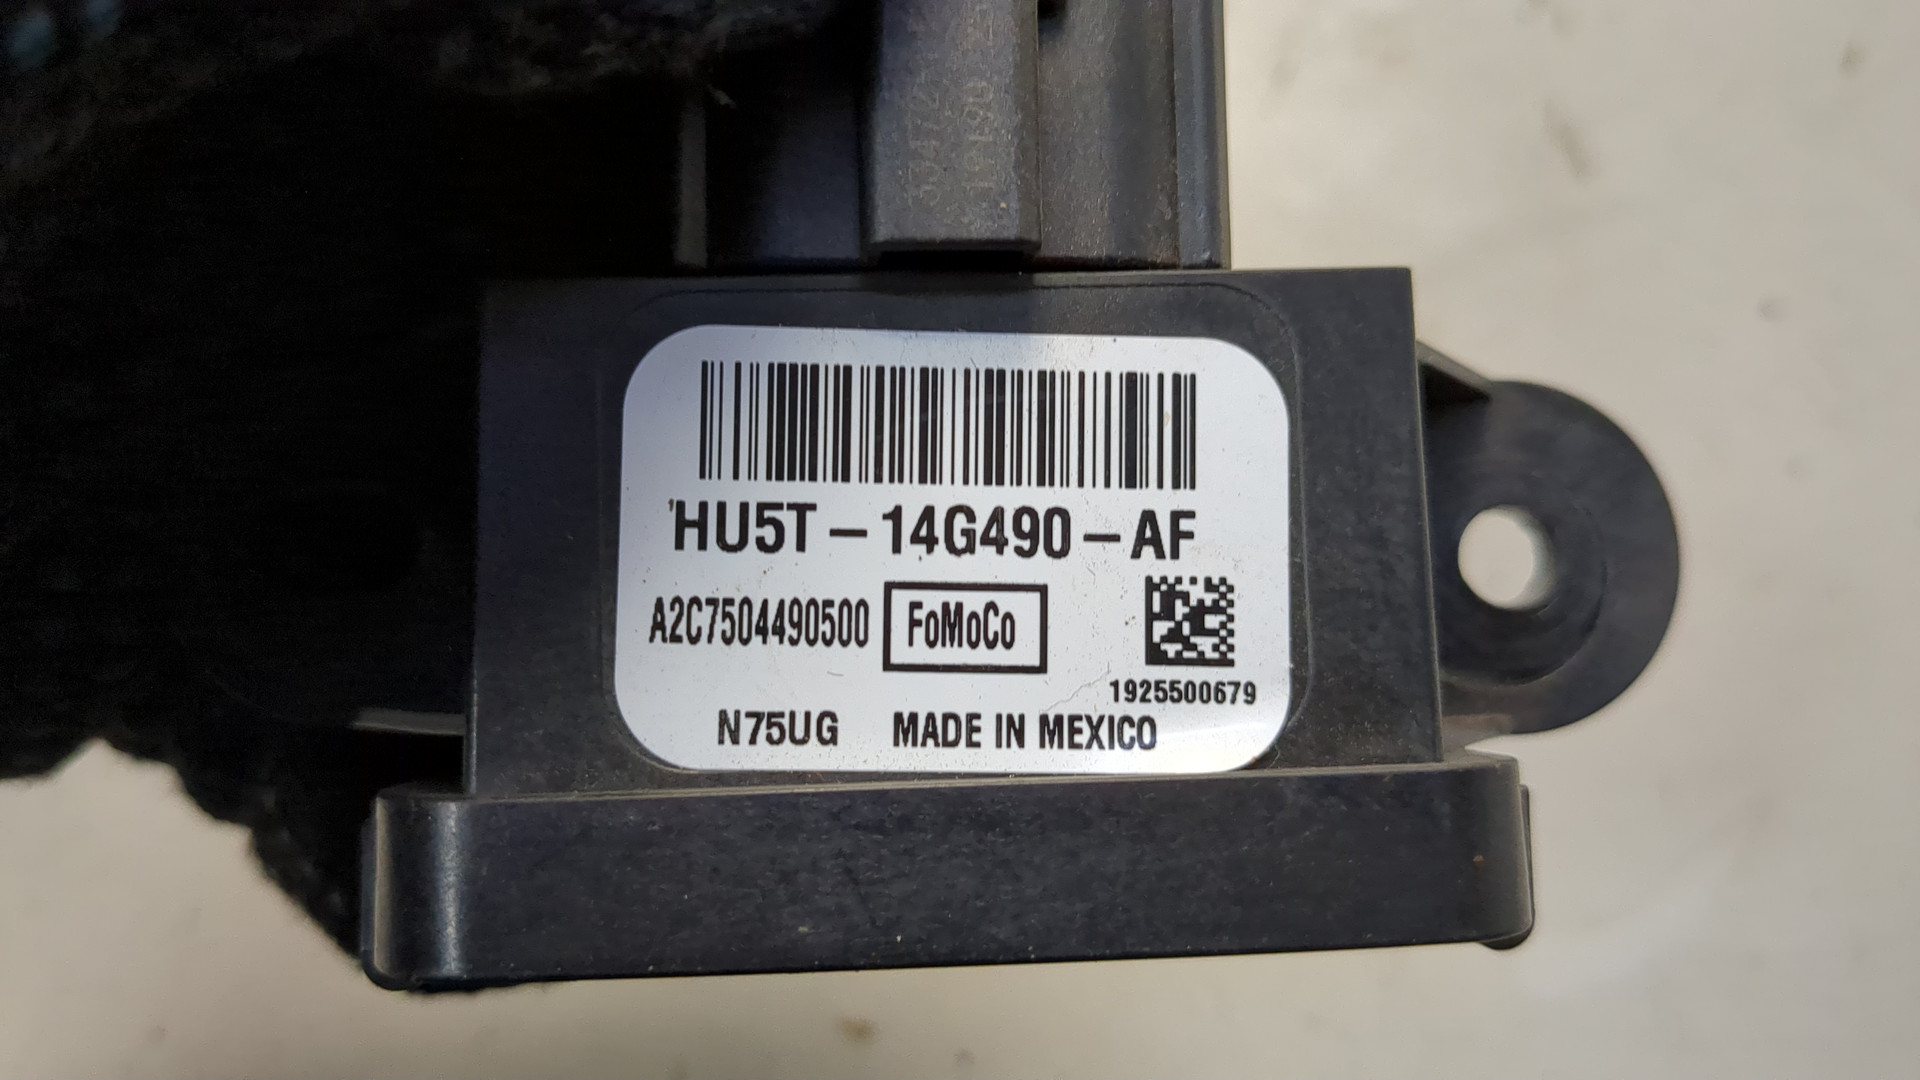 HU5T-14G490-AF
A2C7504490500 FoMoCo
1925500679
N75UG MADE IN MEXICO